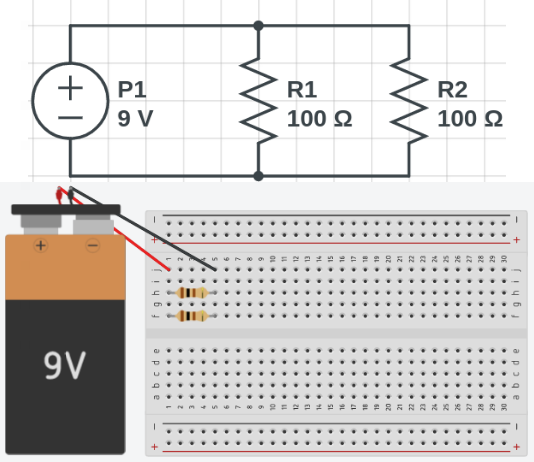 P1
9 V
R1
100 Ω
R2
100 Ω
+
−
− −
+ +
1 2 3 4 5 6 7 8 9 10 11 12 13 14 15 16 17 18 19 20 21 22 23 24 25 26 27 28 29 30
j j
i i
h h
g g
f f
+ −
9V
e e
d d
c c
b b
a a
1 2 3 4 5 6 7 8 9 10 11 12 13 14 15 16 17 18 19 20 21 22 23 24 25 26 27 28 29 30
− −
+ +